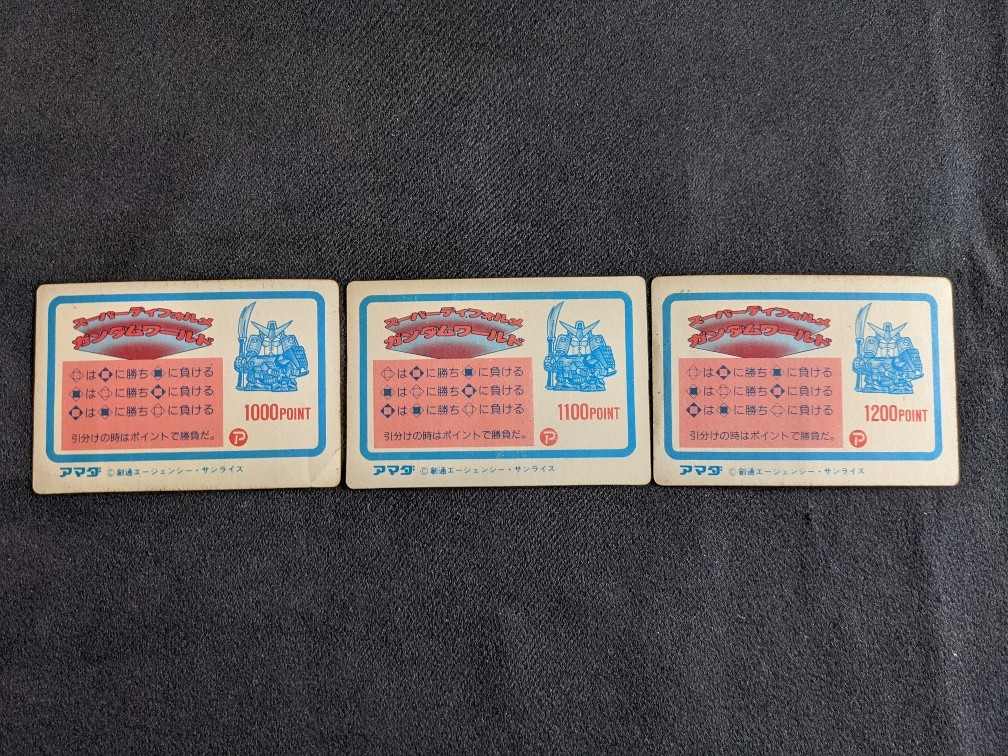 スーパーディフォルメ
ガンダムワールド
は に勝ち に負ける
は に勝ち に負ける
は に勝ち に負ける
引分けの時はポイントで勝負だ。
1000POINT
ア
アマダ ©創通エージェンシー・サンライズ
スーパーディフォルメ
ガンダムワールド
は に勝ち に負ける
は に勝ち に負ける
は に勝ち に負ける
引分けの時はポイントで勝負だ。
1100POINT
ア
アマダ ©創通エージェンシー・サンライズ
スーパーディフォルメ
ガンダムワールド
は に勝ち に負ける
は に勝ち に負ける
は に勝ち に負ける
引分けの時はポイントで勝負だ。
1200POINT
ア
アマダ ©創通エージェンシー・サンライズ